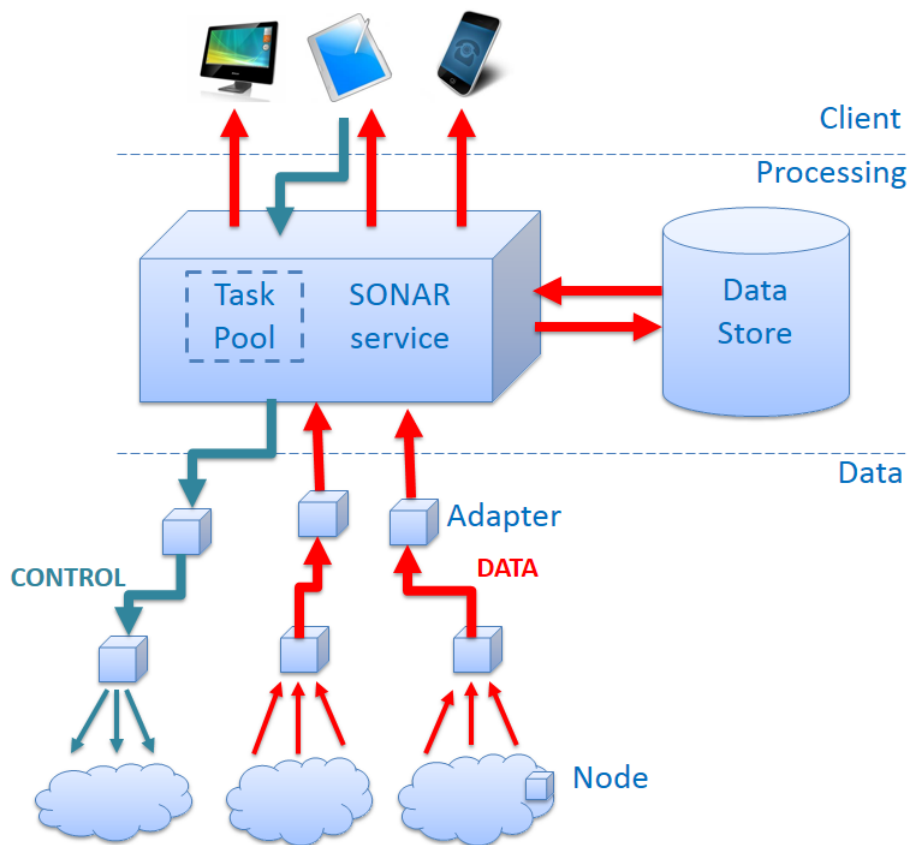 Client
Processing
Task
Pool
SONAR
service
Data
Store
Data
Adapter
CONTROL
DATA
Node